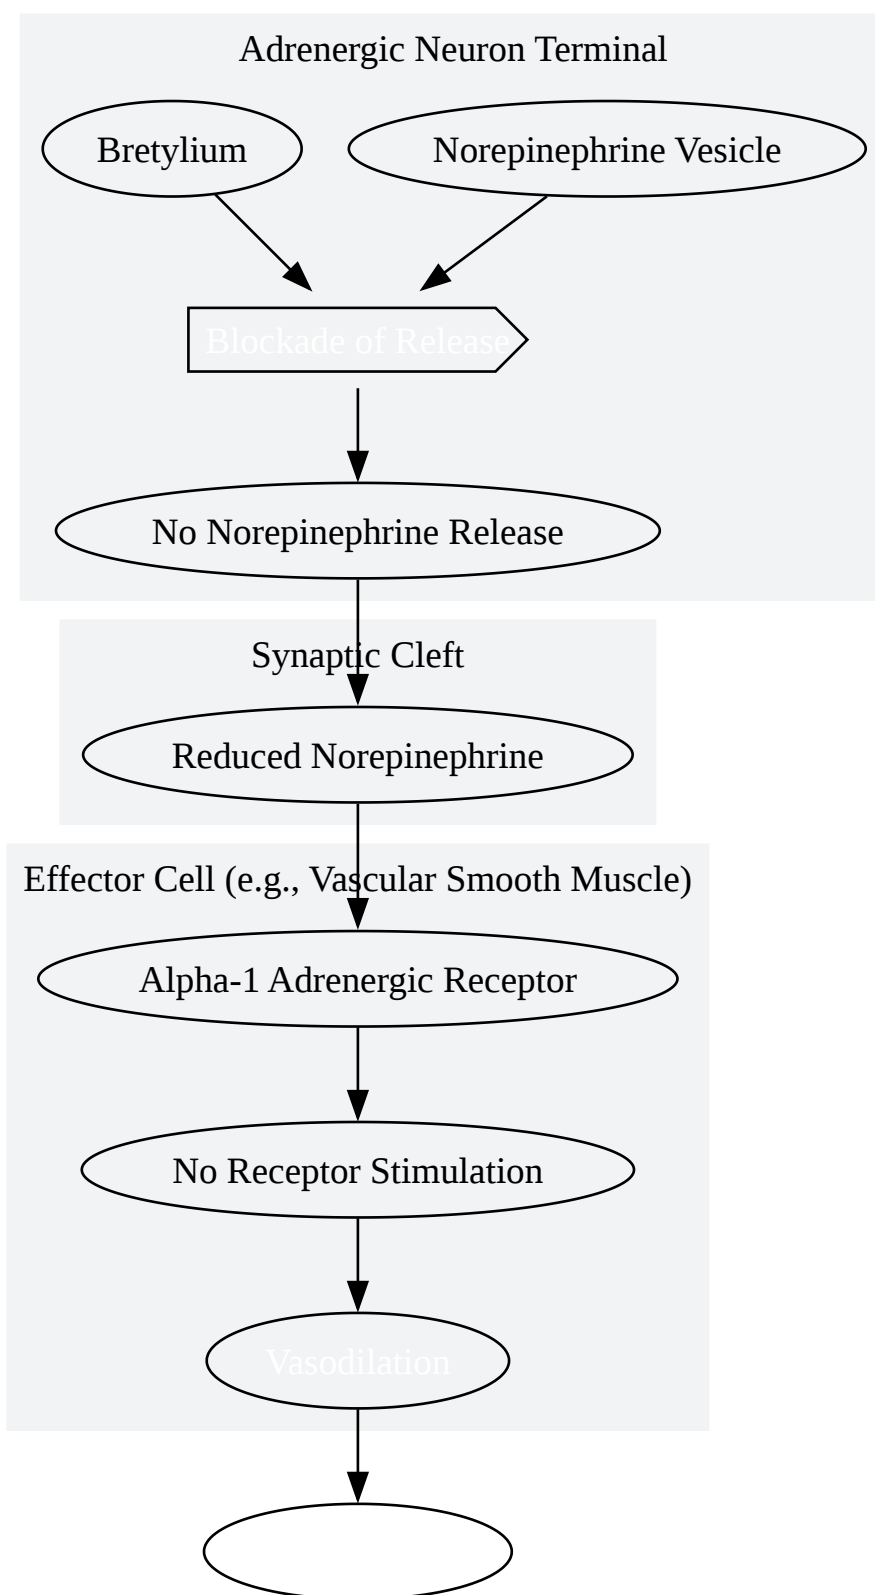 Adrenergic Neuron Terminal
Bretylium
Norepinephrine Vesicle
Blockade of Release
No Norepinephrine Release
Synaptic Cleft
Reduced Norepinephrine
Effector Cell (e.g., Vascular Smooth Muscle)
Alpha-1 Adrenergic Receptor
No Receptor Stimulation
Vasodilation